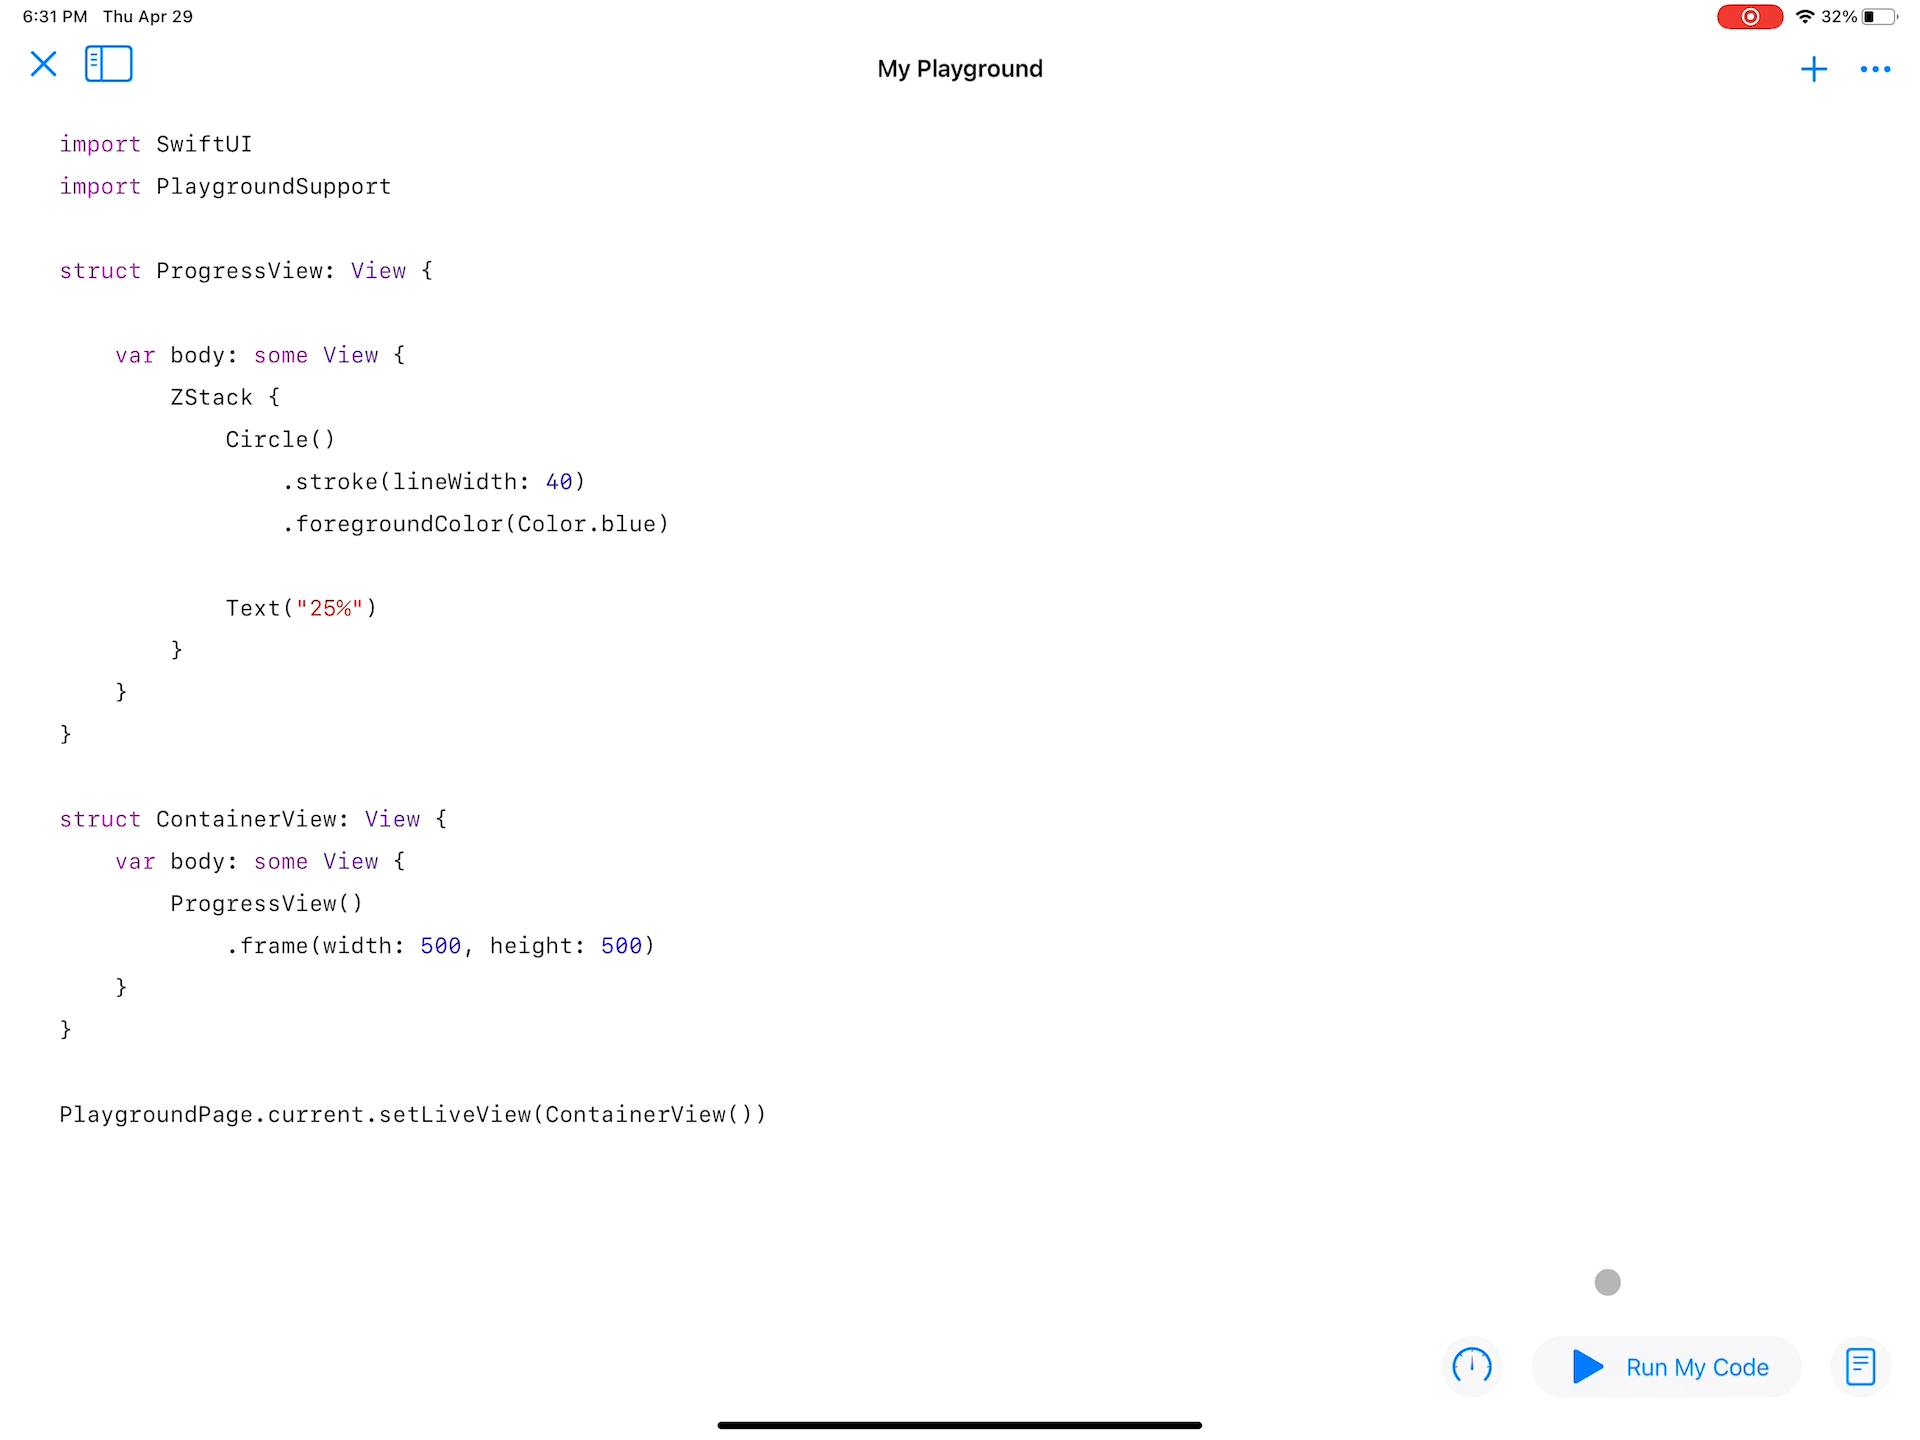 6:31 PM Thu Apr 29
32%
My Playground
import SwiftUI
import PlaygroundSupport
struct ProgressView: View {
var body: some View {
ZStack {
Circle()
.stroke(lineWidth: 40)
.foregroundColor(Color.blue)
Text("25%")
}
}
}
struct ContainerView: View {
var body: some View {
ProgressView()
.frame(width: 500, height: 500)
}
}
PlaygroundPage.current.setLiveView(ContainerView())
Run My Code